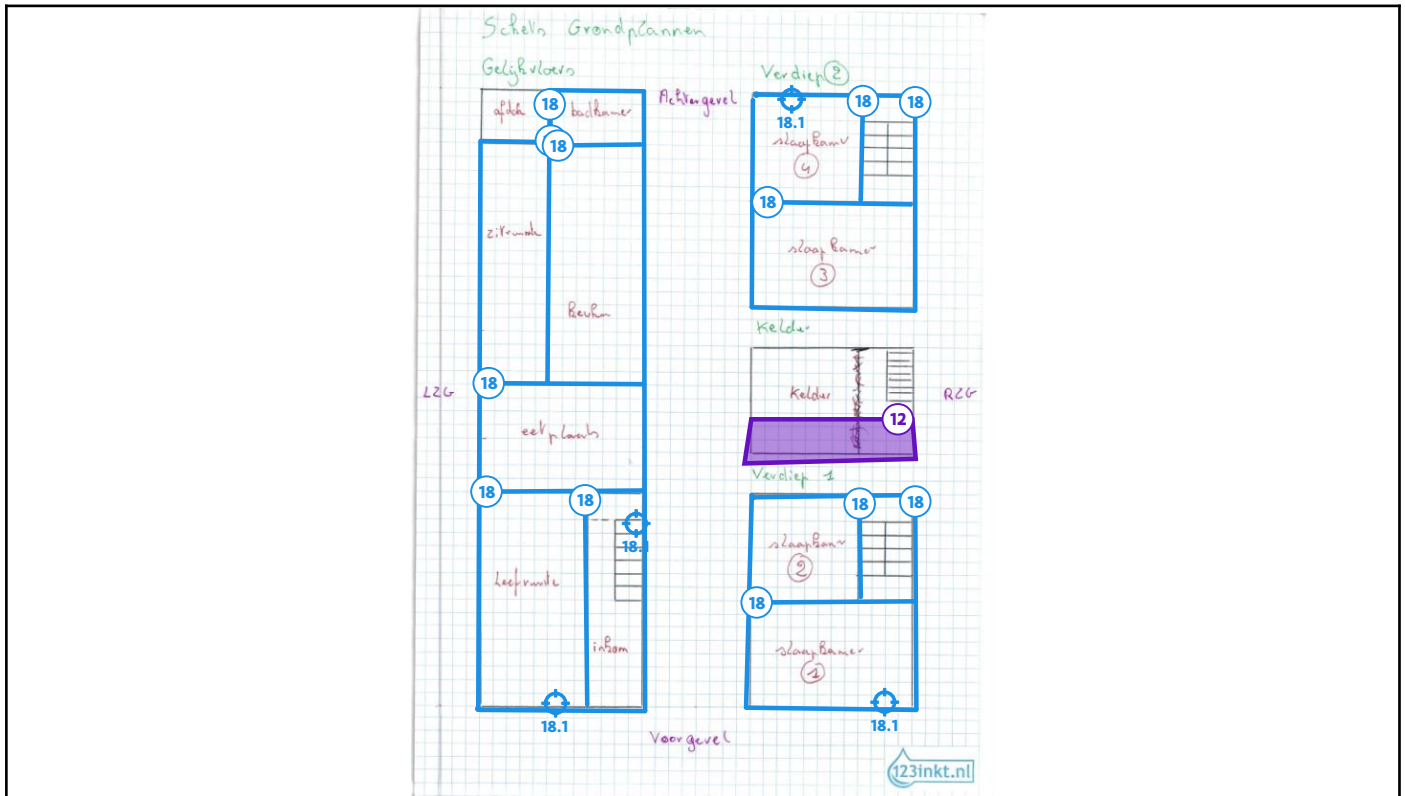 Schets Grondplannen
Gelijkvloers
Verdiep 2
Achtergevel
afdak
badkamer
18
18
18
18
18
18.1
18
slaapkamer
4
zitruimte
slaapkamer
3
keuken
Kelder
18
LZG
Kelder
RZG
12
eetplaats
Verdiep 1
18
18
18
18
18.1
slaapkamer
2
leefruimte
18
inkom
slaapkamer
1
18.1
18.1
Voorgevel
123inkt.nl